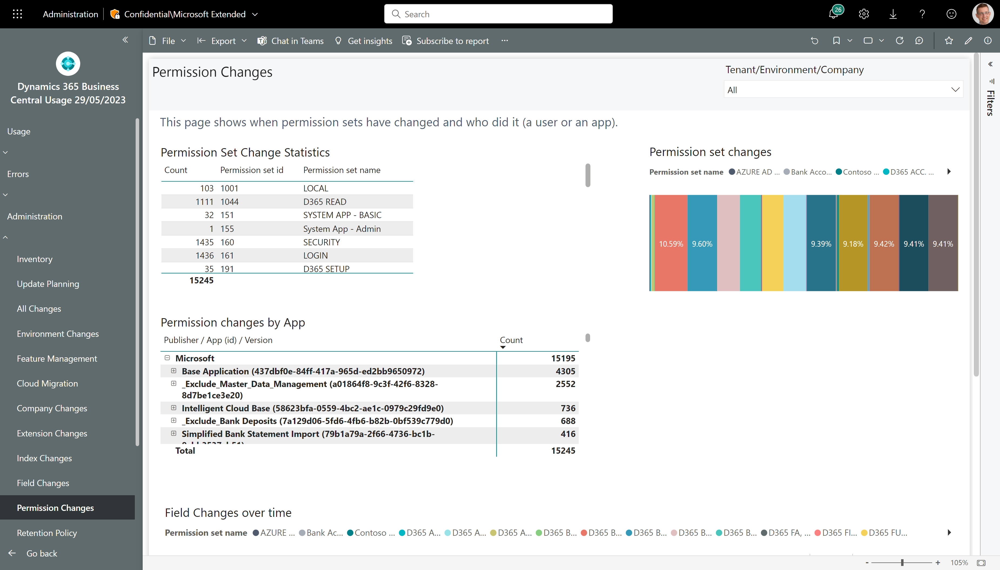 Administration
Confidential\Microsoft Extended
Search
26
File
Export
Chat in Teams
Get insights
Subscribe to report
Dynamics 365 Business
Central Usage 29/05/2023
Usage
Errors
Administration
Inventory
Update Planning
All Changes
Environment Changes
Feature Management
Cloud Migration
Company Changes
Extension Changes
Index Changes
Field Changes
Permission Changes
Retention Policy
Go back
Permission Changes
Tenant/Environment/Company
All
Filters
This page shows when permission sets have changed and who did it (a user or an app).
Permission Set Change Statistics
Count Permission set id Permission set name
103 1001 LOCAL
1111 1044 D365 READ
32 151 SYSTEM APP - BASIC
1 155 System App - Admin
1435 160 SECURITY
1436 161 LOGIN
35 191 D365 SETUP
15245
Permission set changes
Permission set name AZURE AD ... Bank Acco... Contoso ... D365 ACC. ...
10.59% 9.60% 9.39% 9.18% 9.42% 9.41% 9.41%
Permission changes by App
Publisher / App (id) / Version Count
Microsoft 15195
Base Application (437dbf0e-84ff-417a-965d-ed2bb9650972) 4305
_Exclude_Master_Data_Management (a01864f8-9c3f-42f6-8328- 2552
8d7be1ce3e20)
Intelligent Cloud Base (58623bfa-0559-4bc2-ae1c-0979c29fd9e0) 736
_Exclude_Bank Deposits (7a129d06-5fd6-4fb6-b82b-0bf539c779d0) 688
Simplified Bank Statement Import (79b1a79a-2f66-4736-bc1b- 416
Total 15245
Field Changes over time
Permission set name AZURE ... Bank Ac... Contoso ... D365 A... D365 A... D365 A... D365 B... D365 B... D365 B... D365 B... D365 B... D365 FA, ... D365 FI... D365 FU...
- + 105%